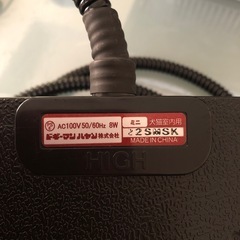 AC100V 50/60Hz 8W
ドギーマン ハヤシ 株式会社
ミニ 犬猫室内用
MADE IN CHINA
HIGH